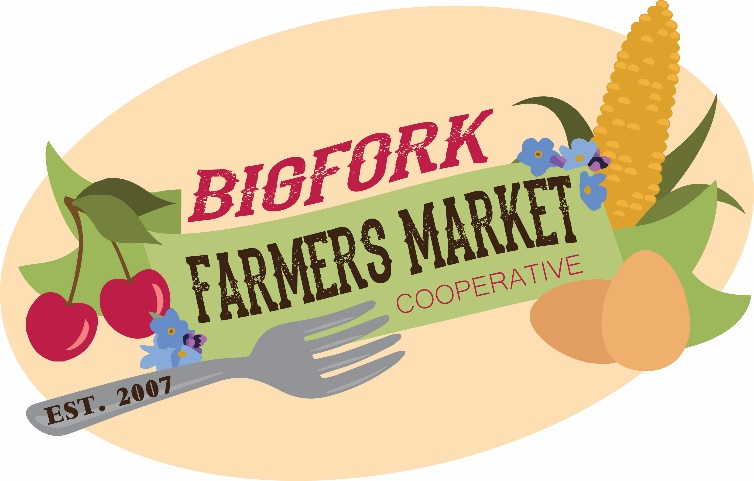 BIGFORK
FARMERS MARKET
COOPERATIVE
EST. 2007